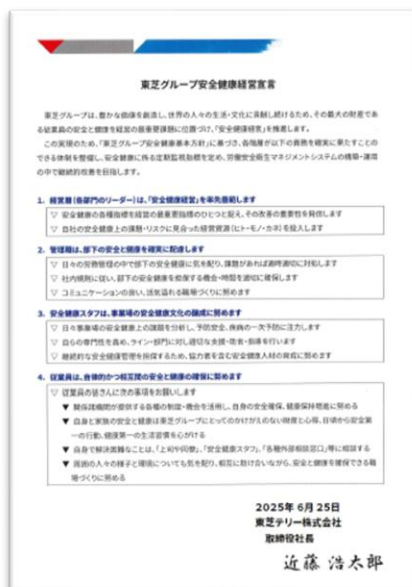 東芝グループ安全健康経営宣言
東芝グループは、豊かな価値を創造し、世界の人々の生活・文化に貢献し続けるため、その最大の財産であ
る従業員の安全と健康を経営の最重要課題に位置づけ、「安全健康経営」を推進します。
この実現のため、「東芝グループ安全健康基本方針」に基づき、各階層が以下の責務を確実に果たすことの
できる体制を整備し、安全健康に係る定期監視指標を定め、労働安全衛生マネジメントシステムの構築・運用
の中で継続的改善を目指します。
1. 経営層(各部門のリーダー)は、「安全健康経営」を率先垂範します
▽ 安全健康の各種指標を経営の最重要指標のひとつと捉え、その改善の重要性を発信します
▽ 自社の安全健康上の課題・リスクに見合った経営資源(ヒト・モノ・カネ)を投入します
2. 管理職は、部下の安全と健康を確実に配慮します
▽ 日々の労務管理の中で部下の安全健康に気を配り、課題があれば適時適切に対処します
▽ 社内規則に従い、部下の安全健康を担保する機会・時間を適切に確保します
▽ コミュニケーションの良い、活気溢れる職場づくりに努めます
3. 安全健康スタッフは、事業場の安全健康文化の醸成に努めます
▽ 日々事業場の安全健康上の課題を分析し、予防安全、疾病の一次予防に注力します
▽ 自らの専門性を高め、ライン・部門に対し適切な支援・助言・指導を行います
▽ 継続的な安全健康管理を担保するため、協力者を含む安全健康人材の育成に努めます
4. 従業員は、自律的かつ相互間の安全と健康の確保に努めます
▽ 従業員の皆さんに次の事項をお願いします
▼ 関係諸機関が提供する各種の制度・機会を活用し、自身の安全確保、健康保持増進に努める
▼ 自身と家族の安全と健康は東芝グループにとってのかけがえのない財産と心得、日頃から安全第
一の行動、健康第一の生活習慣を心がける
▼ 自身で解決困難なことは、「上司や同僚」、「安全健康スタッフ」、「各種外部相談窓口」等に相談する
▼ 周囲の人々の様子と環境についても気を配り、相互に助け合いながら、安全と健康を確保できる職
場づくりに努める
2025年 6月 25日
東芝テリー株式会社
取締役社長
近藤 浩太郎